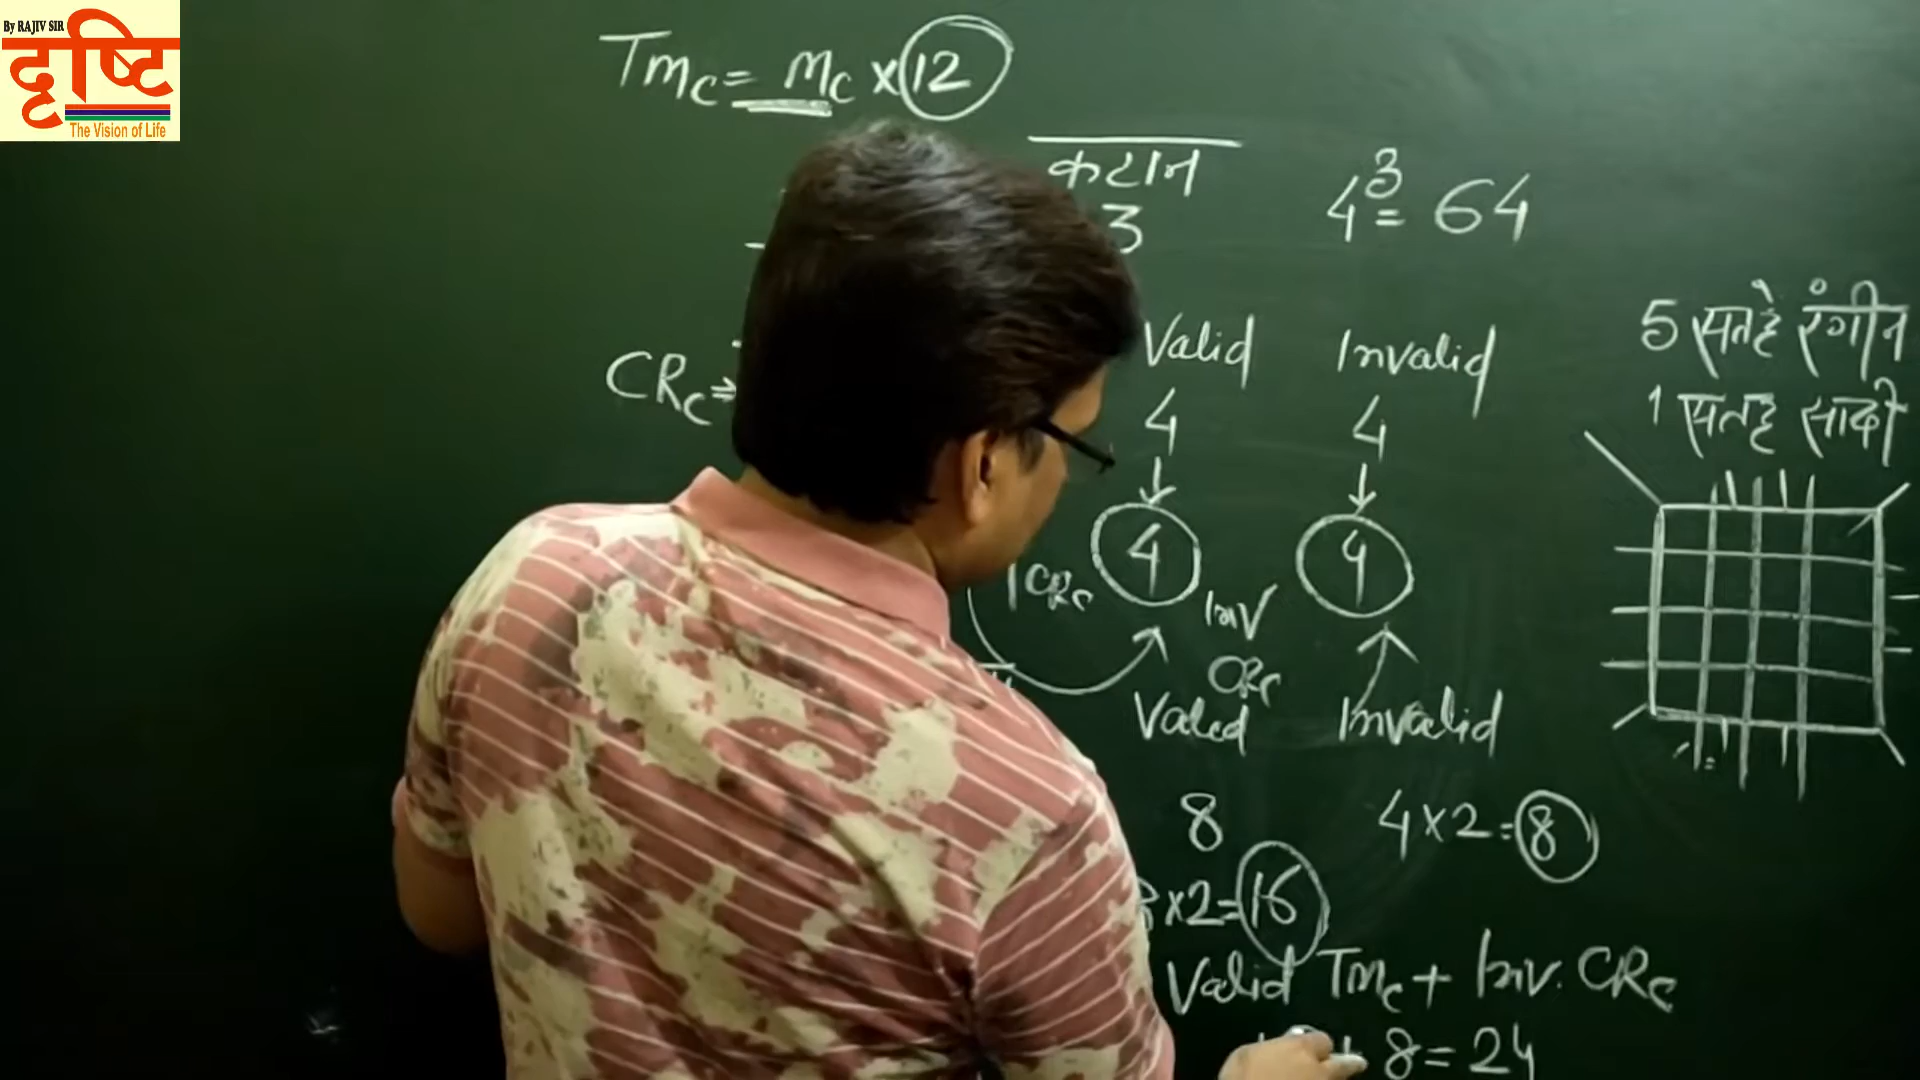 By RAJIV SIR
दृष्टि
The Vision of Life
Tmc = mc × 12
कटान
3
4³ = 64
5 सतहें रंगीन
1 सतह सादी
CRc ⇒
Valid Invalid
4 4
↓ ↓
4 4
CRc
Inv
CRc
Valid Invalid
8 4×2=8
×2=16
Valid Tmc + Inv. CRc
8 = 24